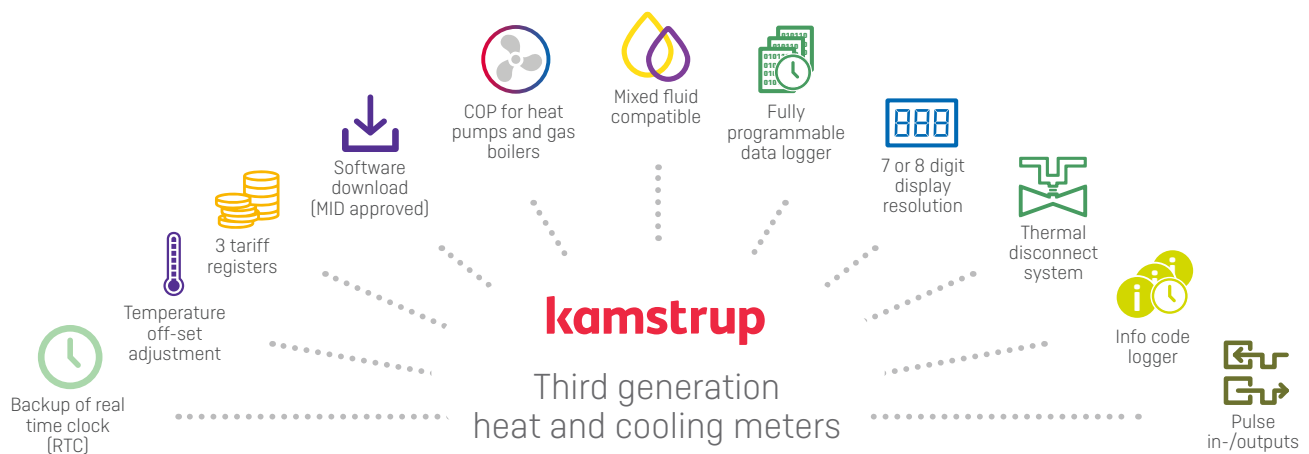 Backup of real
time clock
(RTC)
Temperature
off-set
adjustment
3 tariff
registers
Software
download
(MID approved)
COP for heat
pumps and gas
boilers
Mixed fluid
compatible
Fully
programmable
data logger
888
7 or 8 digit
display
resolution
Thermal
disconnect
system
Info code
logger
Pulse
in-/outputs
kamstrup
Third generation
heat and cooling meters